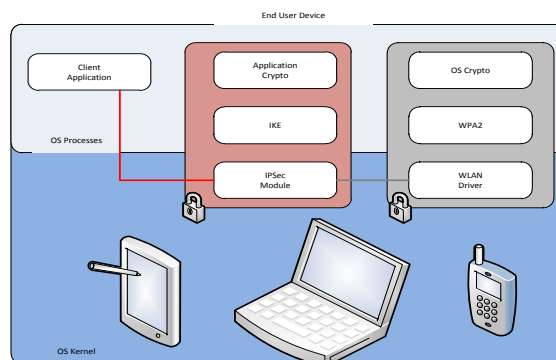 End User Device
Client
Application
Application
Crypto
OS Crypto
IKE
WPA2
OS Processes
IPSec
Module
WLAN
Driver
OS Kernel